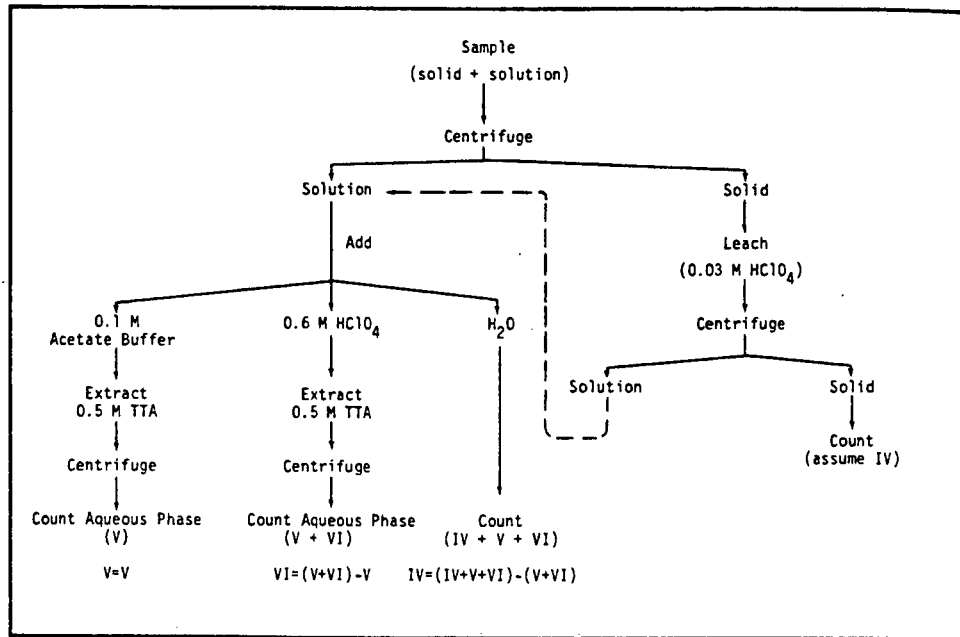 Sample
(solid + solution)
Centrifuge
Solution
Solid
Add
Leach
(0.03 M HClO4)
0.1 M
Acetate Buffer
0.6 M HClO4
H2O
Centrifuge
Extract
0.5 M TTA
Extract
0.5 M TTA
Solution
Solid
Centrifuge
Centrifuge
Count
(assume IV)
Count Aqueous Phase
(V)
Count Aqueous Phase
(V + VI)
Count
(IV + V + VI)
V=V
VI=(V+VI)-V
IV=(IV+V+VI)-(V+VI)